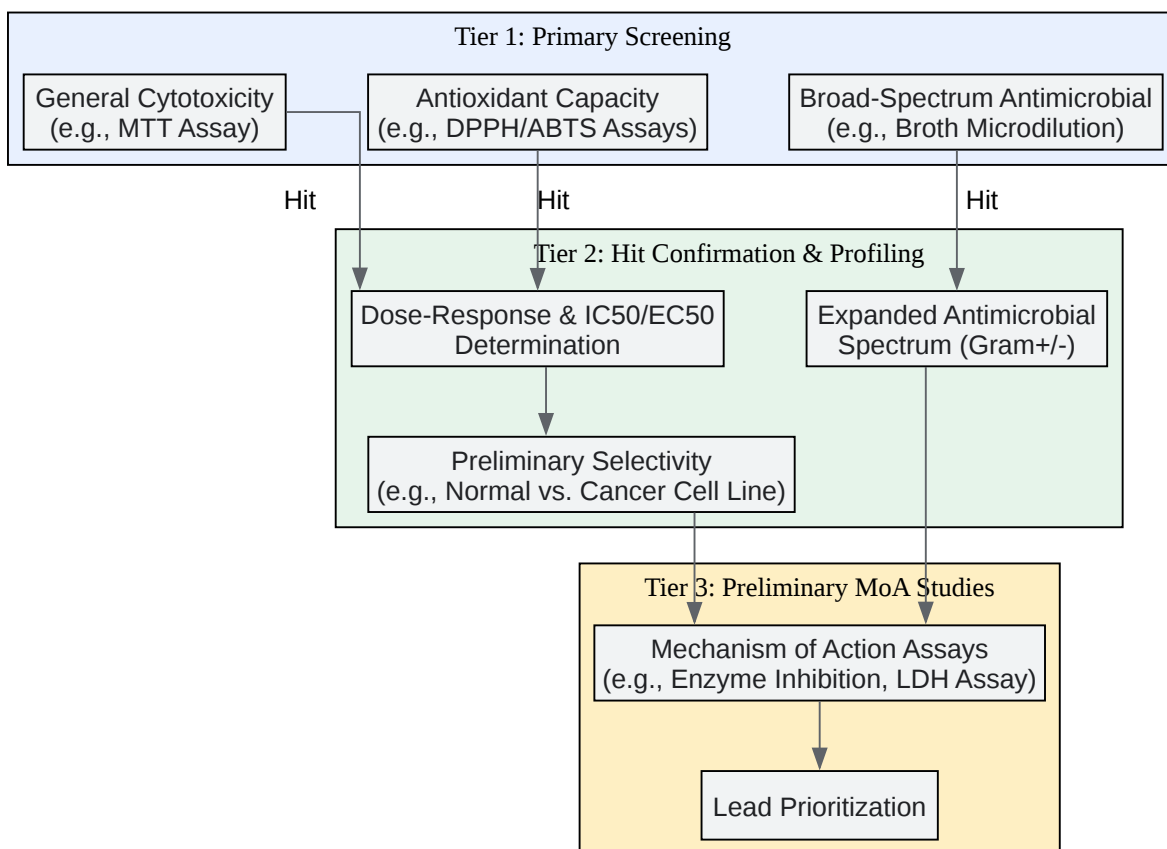 Tier 1: Primary Screening
General Cytotoxicity
(e.g., MTT Assay)
Antioxidant Capacity
(e.g., DPPH/ABTS Assays)
Broad-Spectrum Antimicrobial
(e.g., Broth Microdilution)
Hit
Hit
Hit
Tier 2: Hit Confirmation & Profiling
Dose-Response & IC50/EC50
Determination
Expanded Antimicrobial
Spectrum (Gram+/-)
Preliminary Selectivity
(e.g., Normal vs. Cancer Cell Line)
Tier 3: Preliminary MoA Studies
Mechanism of Action Assays
(e.g., Enzyme Inhibition, LDH Assay)
Lead Prioritization